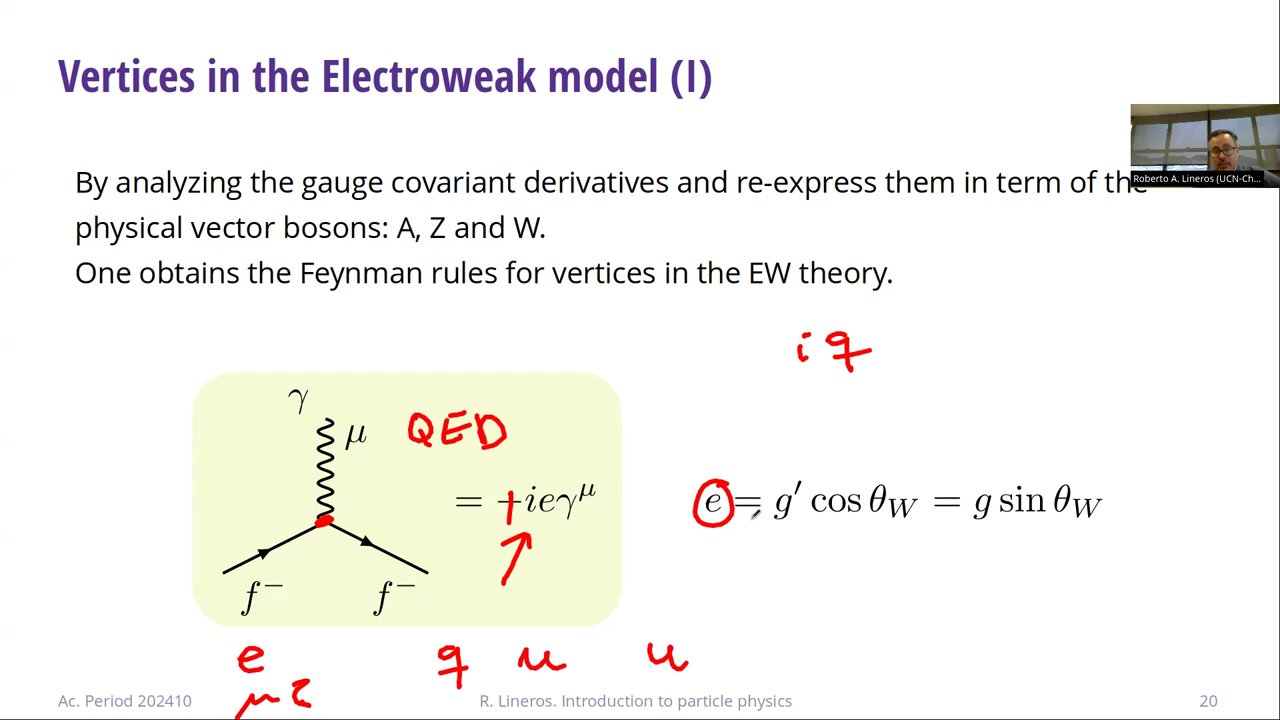 Vertices in the Electroweak model (I)
By analyzing the gauge covariant derivatives and re-express them in term of the
physical vector bosons: A, Z and W.
One obtains the Feynman rules for vertices in the EW theory.
Roberto A. Lineros (UCN-Ch...
i q
γ
μ
QED
= +ieγ^μ
e = g′ cos θ_W = g sin θ_W
f⁻ f⁻
e q u u
μ τ
Ac. Period 202410 R. Lineros. Introduction to particle physics 20